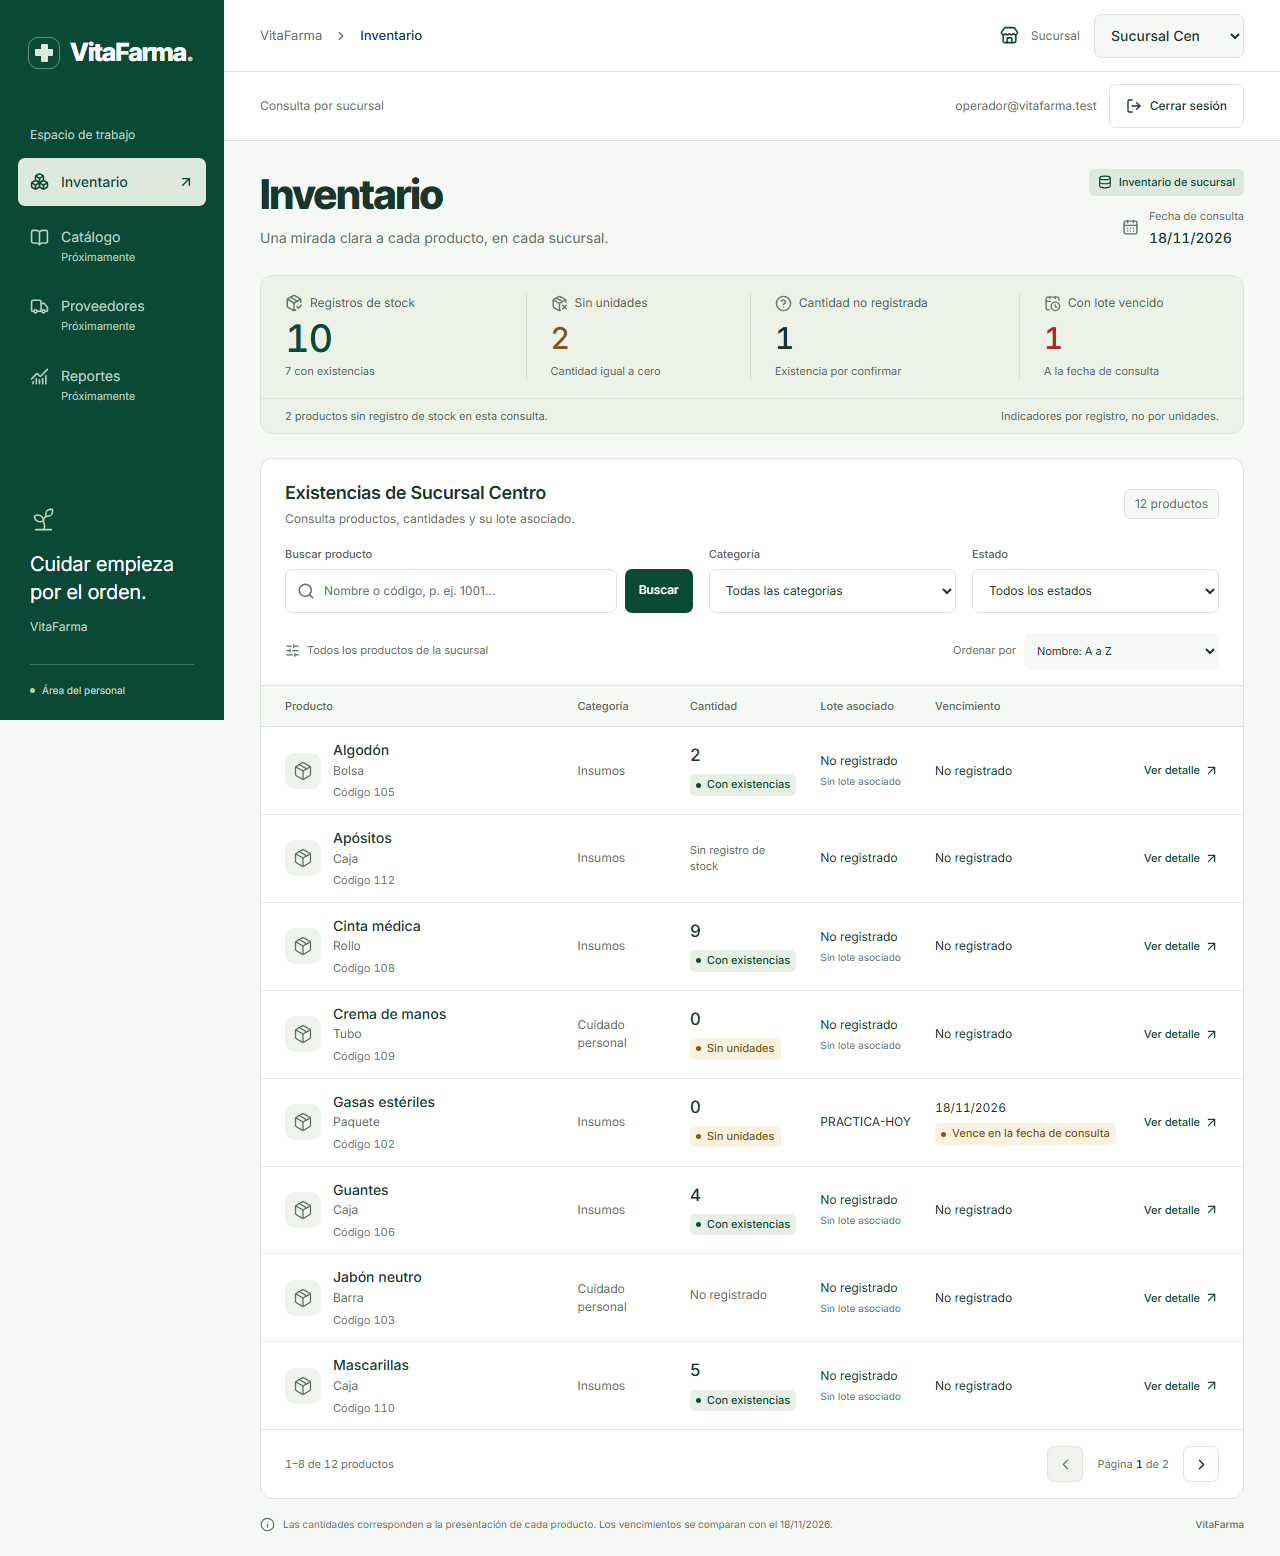 VitaFarma.
Espacio de trabajo
Inventario
Catálogo
Próximamente
Proveedores
Próximamente
Reportes
Próximamente
Cuidar empieza
por el orden.
VitaFarma
Área del personal
VitaFarma > Inventario
Sucursal
Sucursal Cen
Consulta por sucursal
operador@vitafarma.test
Cerrar sesión
Inventario
Una mirada clara a cada producto, en cada sucursal.
Inventario de sucursal
Fecha de consulta
18/11/2026
Registros de stock
10
7 con existencias
Sin unidades
2
Cantidad igual a cero
Cantidad no registrada
1
Existencia por confirmar
Con lote vencido
1
A la fecha de consulta
2 productos sin registro de stock en esta consulta.
Indicadores por registro, no por unidades.
Existencias de Sucursal Centro
Consulta productos, cantidades y su lote asociado.
12 productos
Buscar producto
Nombre o código, p. ej. 1001...
Buscar
Categoría
Todas las categorías
Estado
Todos los estados
Todos los productos de la sucursal
Ordenar por
Nombre: A a Z
Producto Categoría Cantidad Lote asociado Vencimiento
Algodón
Bolsa
Código 105
Insumos
2
Con existencias
No registrado
Sin lote asociado
No registrado
Ver detalle
Apósitos
Caja
Código 112
Insumos
Sin registro de
stock
No registrado
No registrado
Ver detalle
Cinta médica
Rollo
Código 108
Insumos
9
Con existencias
No registrado
Sin lote asociado
No registrado
Ver detalle
Crema de manos
Tubo
Código 109
Cuidado
personal
0
Sin unidades
No registrado
Sin lote asociado
No registrado
Ver detalle
Gasas estériles
Paquete
Código 102
Insumos
0
Sin unidades
PRACTICA-HOY
18/11/2026
Vence en la fecha de consulta
Ver detalle
Guantes
Caja
Código 106
Insumos
4
Con existencias
No registrado
Sin lote asociado
No registrado
Ver detalle
Jabón neutro
Barra
Código 103
Cuidado
personal
No registrado
No registrado
Sin lote asociado
No registrado
Ver detalle
Mascarillas
Caja
Código 110
Insumos
5
Con existencias
No registrado
Sin lote asociado
No registrado
Ver detalle
1–8 de 12 productos
Página 1 de 2
Las cantidades corresponden a la presentación de cada producto. Los vencimientos se comparan con el 18/11/2026.
VitaFarma